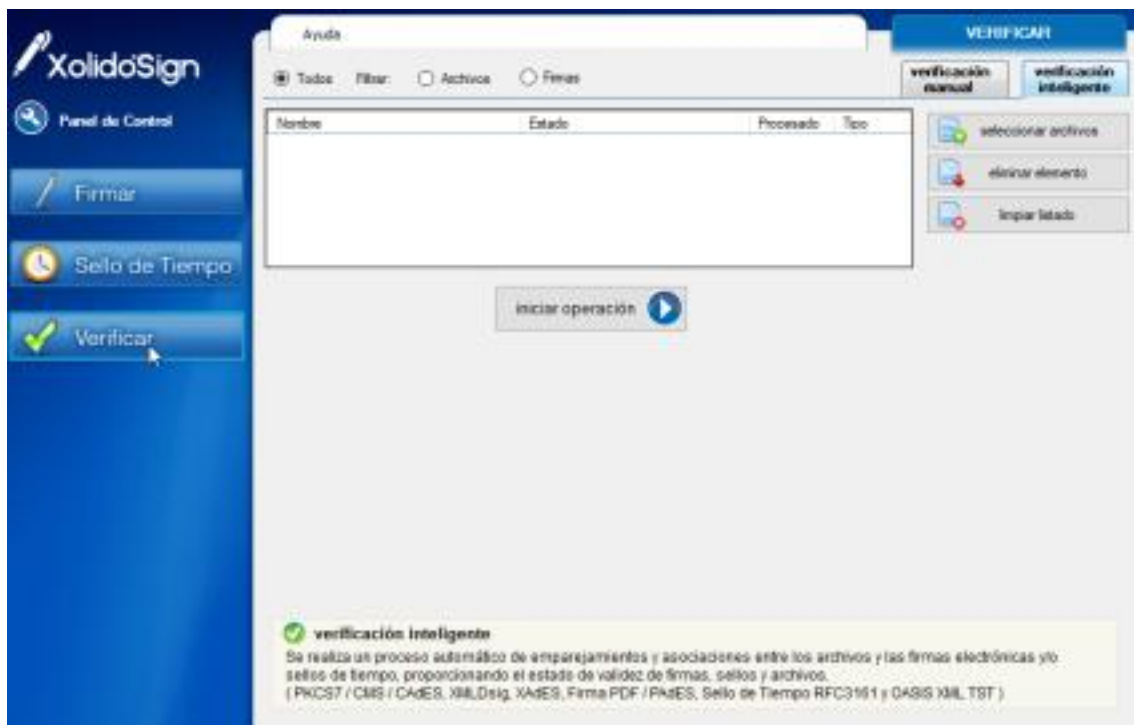 XolidoSign
Panel de Control
Firmar
Sello de Tiempo
Verificar
Ayuda
VERIFICAR
Todos Filtrar: Archivos Firmas
verificación manual
verificación inteligente
Nombre Estado Procesado Tipo
seleccionar archivos
eliminar elemento
limpiar listado
iniciar operación
verificación inteligente
Se realiza un proceso automático de emparejamientos y asociaciones entre los archivos y las firmas electrónicas y/o
sellos de tiempo, proporcionando el estado de validez de firmas, sellos y archivos.
( PKCS7 / CMS / CAdES, XMLDsig, XAdES, Firma PDF / PAdES, Sello de Tiempo RFC3161 y OASIS XML TST )